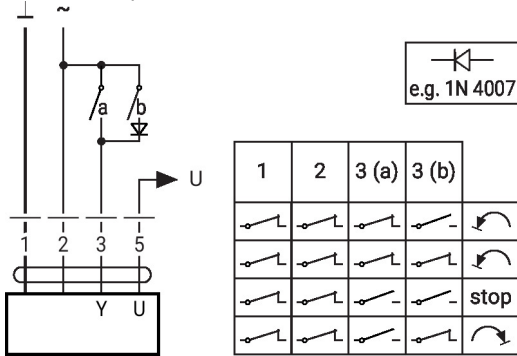 ⊥ ~
a b
e.g. 1N 4007
U
1 2 3 5
Y U
1 2 3 (a) 3 (b)
stop